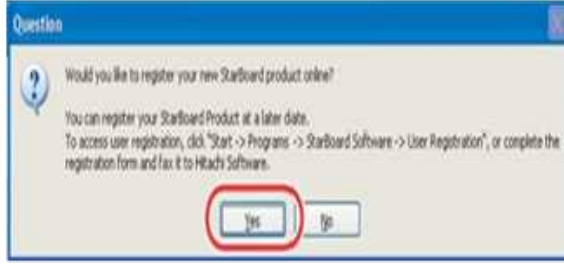 Question
Would you like to register your new StarBoard product online?
You can register your StarBoard Product at a later date.
To access user registration, click "Start -> Programs -> StarBoard Software -> User Registration", or complete the
registration form and fax it to Hitachi Software.
Yes
No